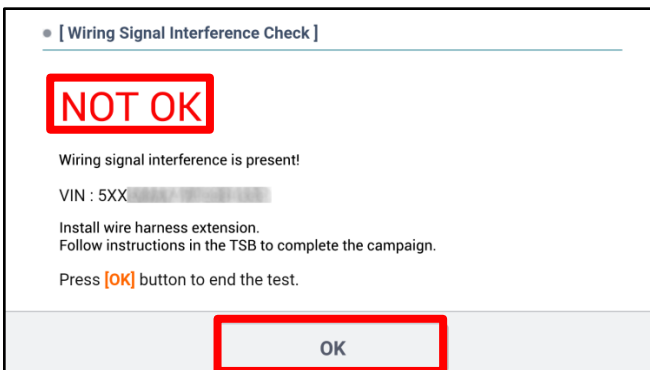 [ Wiring Signal Interference Check ]
NOT OK
Wiring signal interference is present!
VIN : 5XX
Install wire harness extension.
Follow instructions in the TSB to complete the campaign.
Press [OK] button to end the test.
OK